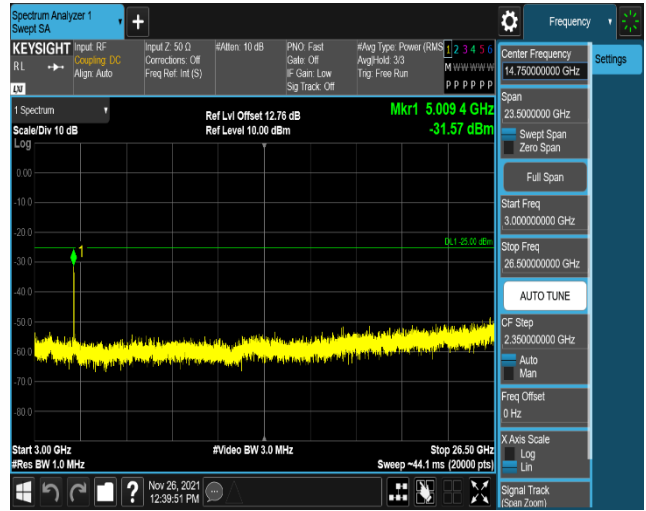 Spectrum Analyzer 1
Swept SA
+
Frequency
KEYSIGHT
RL
LXI
Input: RF
Coupling: DC
Align: Auto
Input Z: 50 Ω
Corrections: Off
Freq Ref: Int (S)
#Atten: 10 dB
PNO: Fast
Gate: Off
IF Gain: Low
Sig Track: Off
#Avg Type: Power (RMS
Avg|Hold: 3/3
Trig: Free Run
1 2 3 4 5 6
M W W W W W
P P P P P P
1 Spectrum
Scale/Div 10 dB
Log
Ref Lvl Offset 12.76 dB
Ref Level 10.00 dBm
Mkr1 5.009 4 GHz
-31.57 dBm
0.00
-10.0
-20.0
-30.0
-40.0
-50.0
-60.0
-70.0
-80.0
DL1 -25.00 dBm
1
Start 3.00 GHz
#Res BW 1.0 MHz
#Video BW 3.0 MHz
Stop 26.50 GHz
Sweep ~44.1 ms (20000 pts)
?
Nov 26, 2021
12:39:51 PM
Center Frequency
14.750000000 GHz
Settings
Span
23.5000000 GHz
Swept Span
Zero Span
Full Span
Start Freq
3.000000000 GHz
Stop Freq
26.500000000 GHz
AUTO TUNE
CF Step
2.350000000 GHz
Auto
Man
Freq Offset
0 Hz
X Axis Scale
Log
Lin
Signal Track
(Span Zoom)